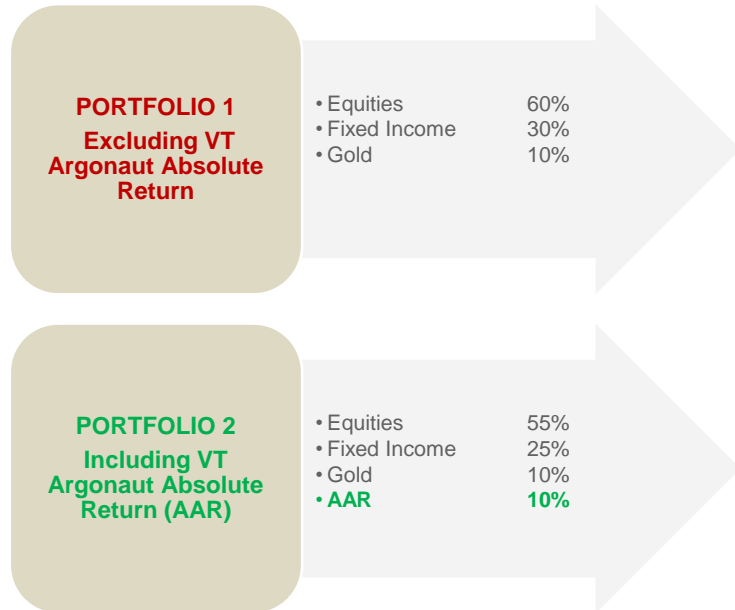 PORTFOLIO 1
Excluding VT
Argonaut Absolute
Return
• Equities 60%
• Fixed Income 30%
• Gold 10%
PORTFOLIO 2
Including VT
Argonaut Absolute
Return (AAR)
• Equities 55%
• Fixed Income 25%
• Gold 10%
• AAR 10%